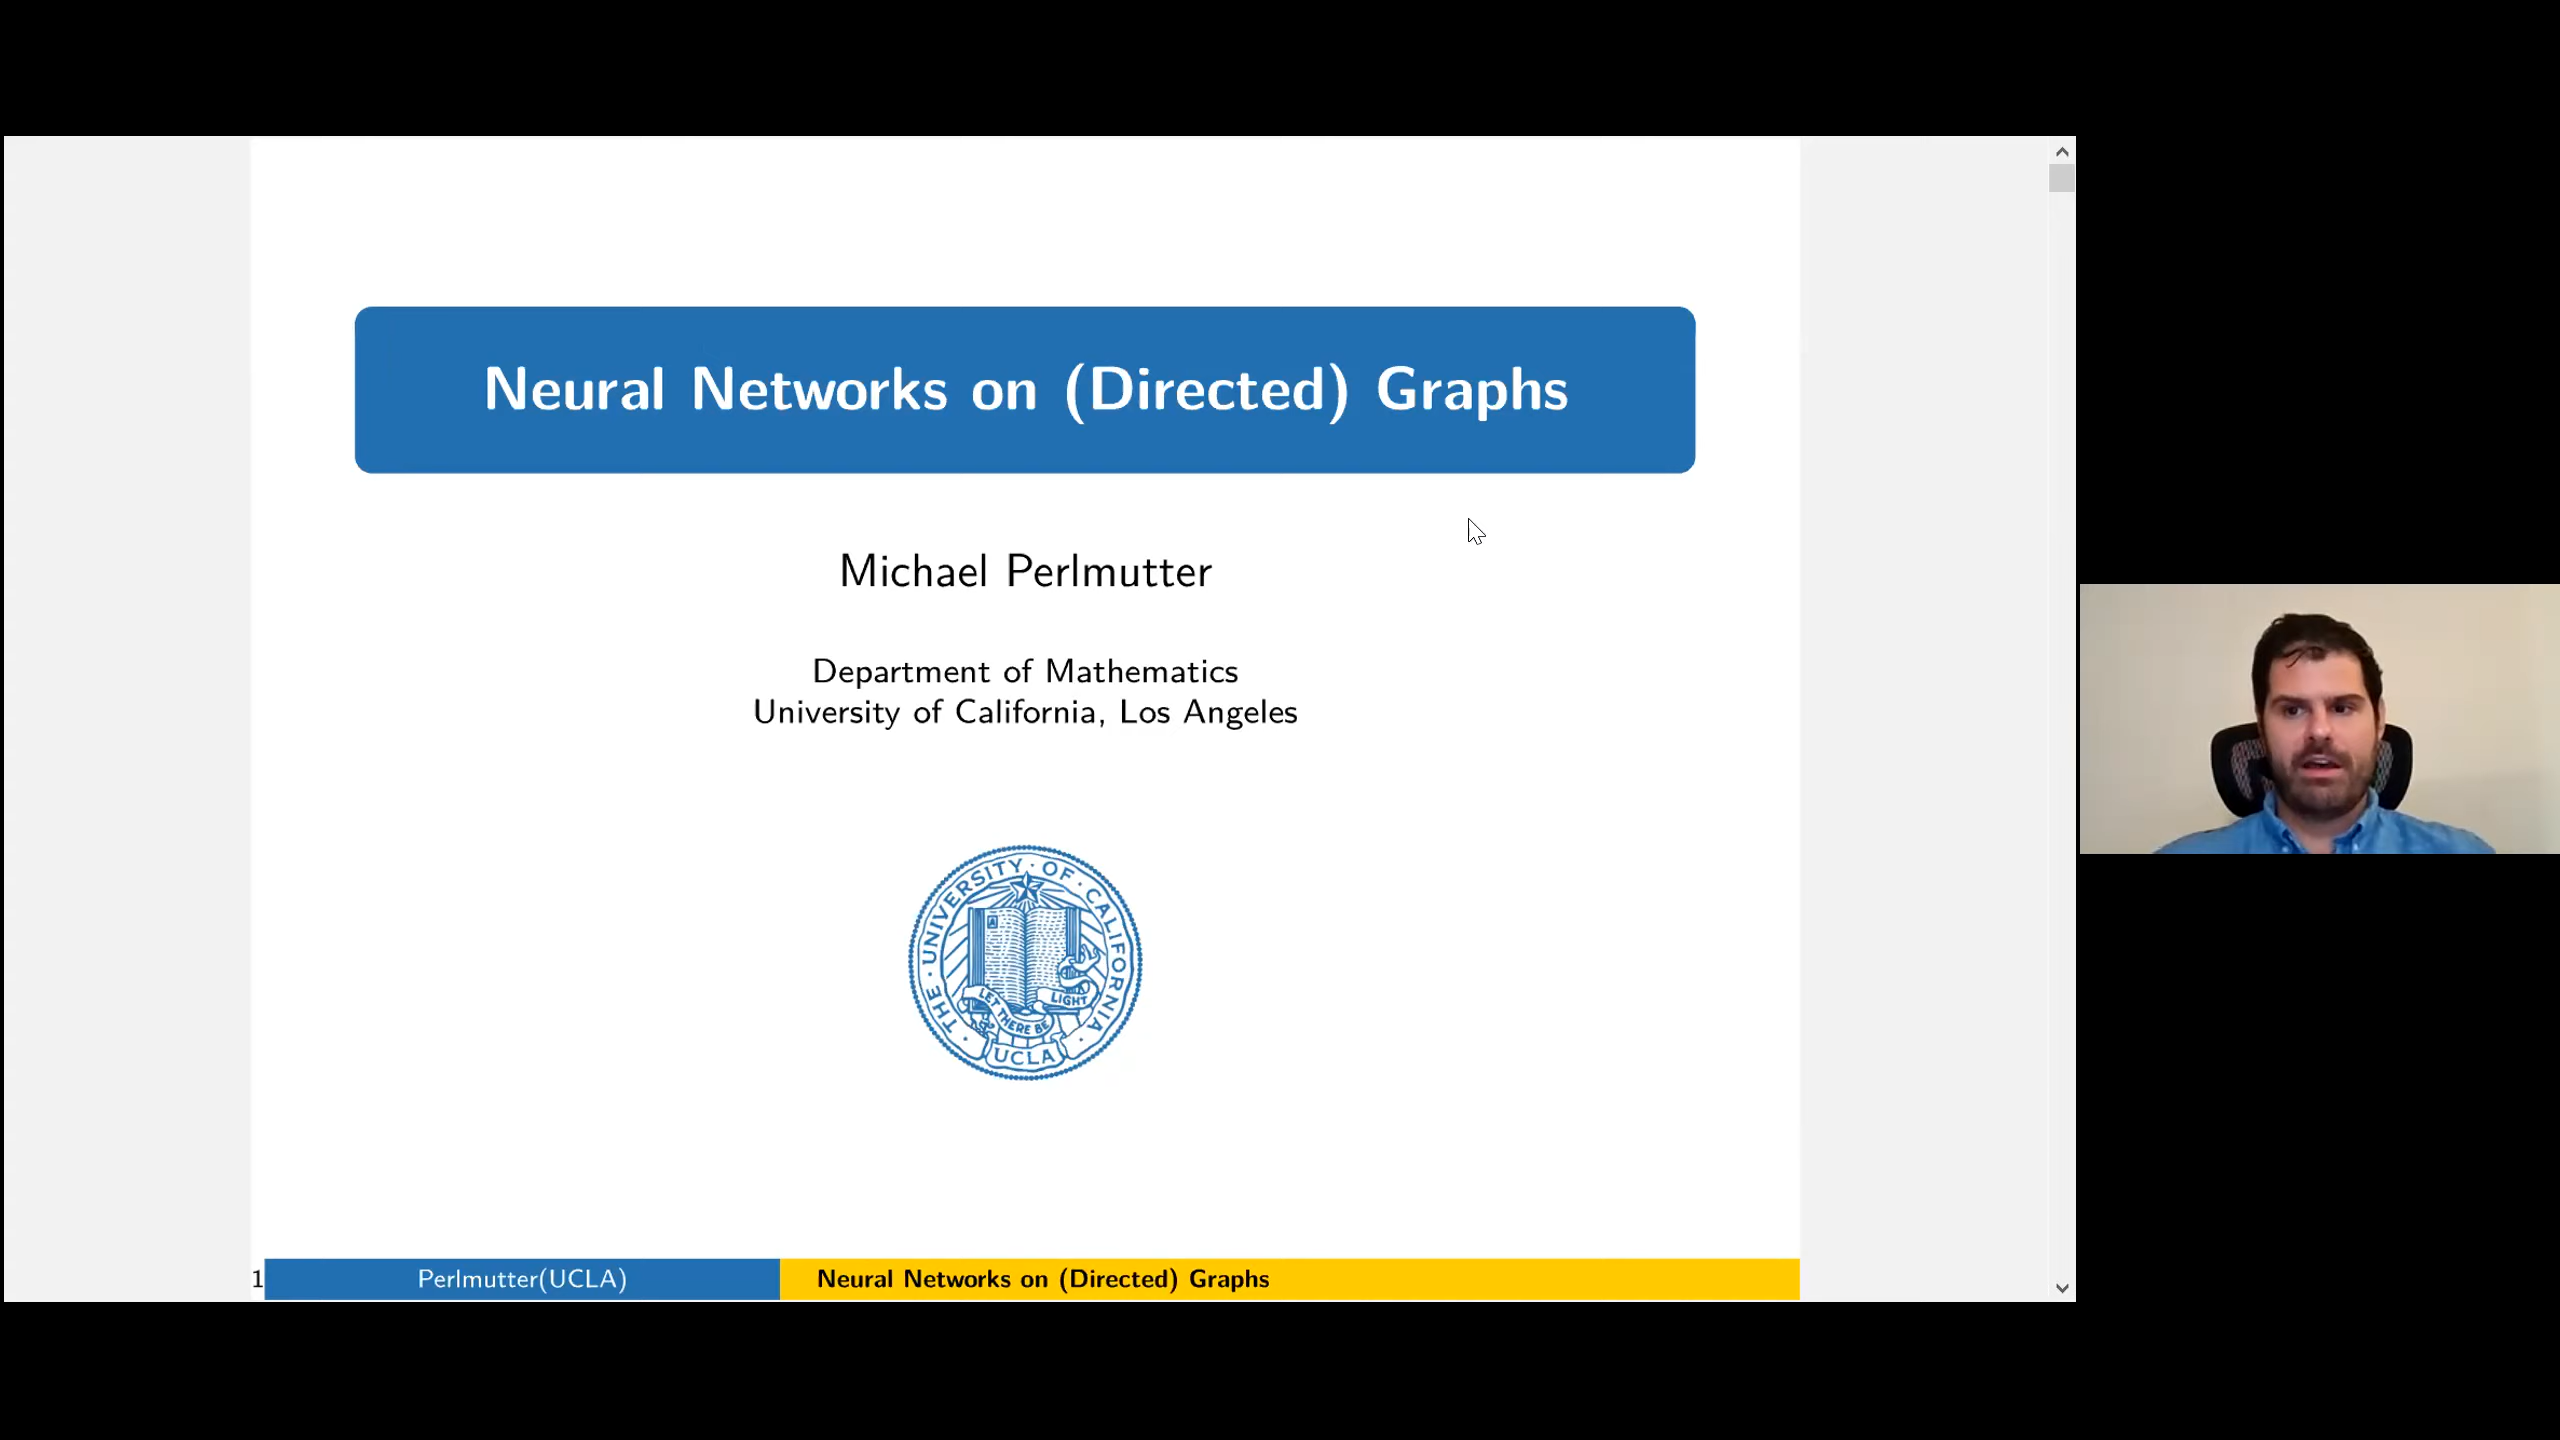 Neural Networks on (Directed) Graphs
Michael Perlmutter
Department of Mathematics
University of California, Los Angeles
THE · UNIVERSITY · OF · CALIFORNIA ·
LET THERE BE LIGHT
UCLA
1 Perlmutter(UCLA) Neural Networks on (Directed) Graphs